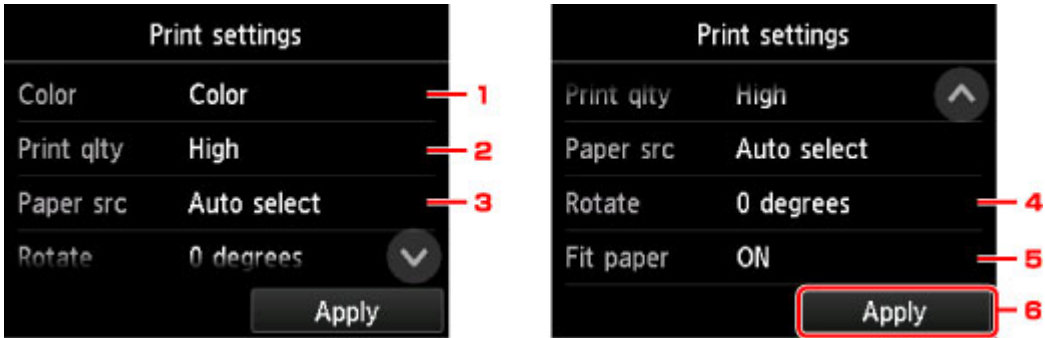 Print settings
Color Color 1
Print qlty High 2
Paper src Auto select 3
Rotate 0 degrees
Apply
Print settings
Print qlty High
Paper src Auto select
Rotate 0 degrees 4
Fit paper ON 5
Apply 6